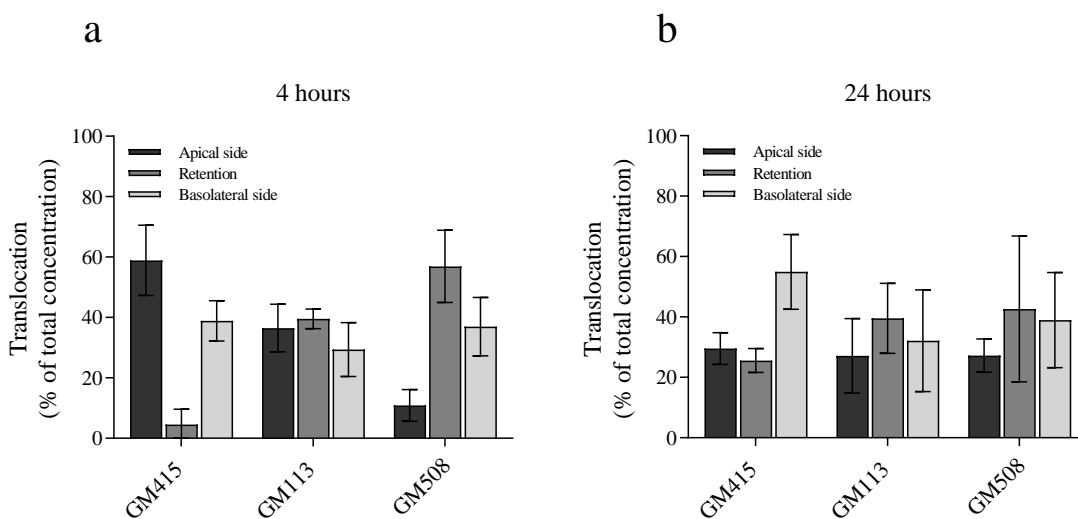 a
4 hours
100
80
60
40
20
0
Translocation
(% of total concentration)
Apical side
Retention
Basolateral side
GM415
GM113
GM508
b
24 hours
100
80
60
40
20
0
Translocation
(% of total concentration)
Apical side
Retention
Basolateral side
GM415
GM113
GM508